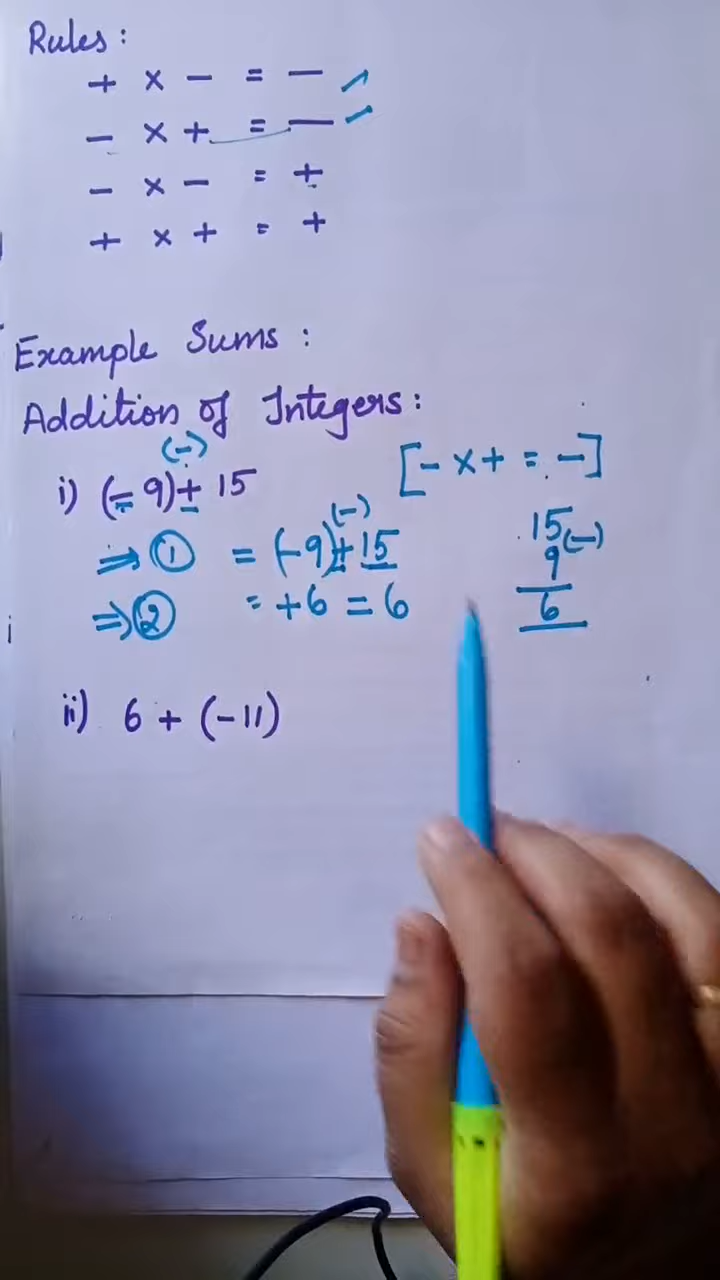 Rules:
+ × − = −
− × + = −
− × − = +
+ × + = +
Example Sums:
Addition of Integers:
(−)
i) (−9) + 15
[− × + = −]
(−)
⇒ ① = (−9) + 15
⇒ ② = +6 = 6
15 (−)
9
6
ii) 6 + (−11)